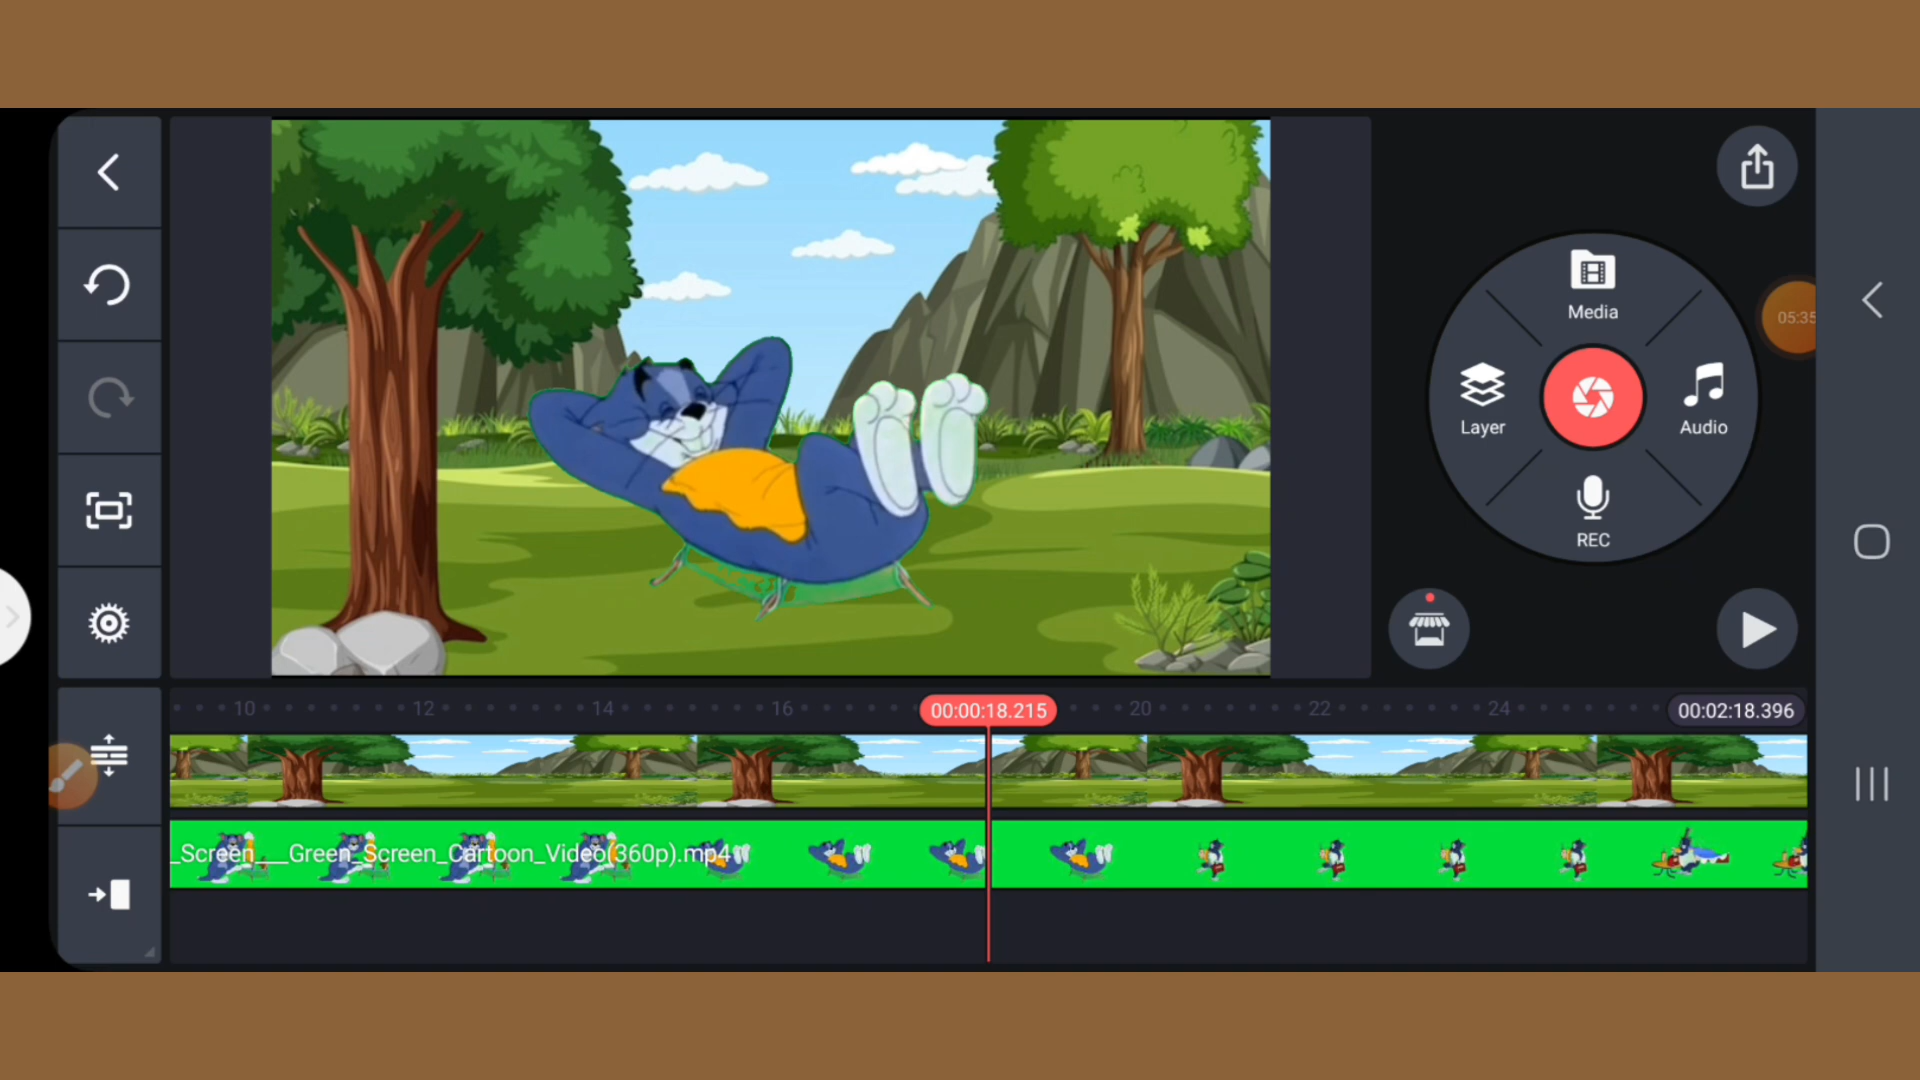 Media
05:35
Layer
Audio
REC
10 12 14 16 00:00:18.215 20 22 24 00:02:18.396
_Screen___Green_Screen_Cartoon_Video(360p).mp4